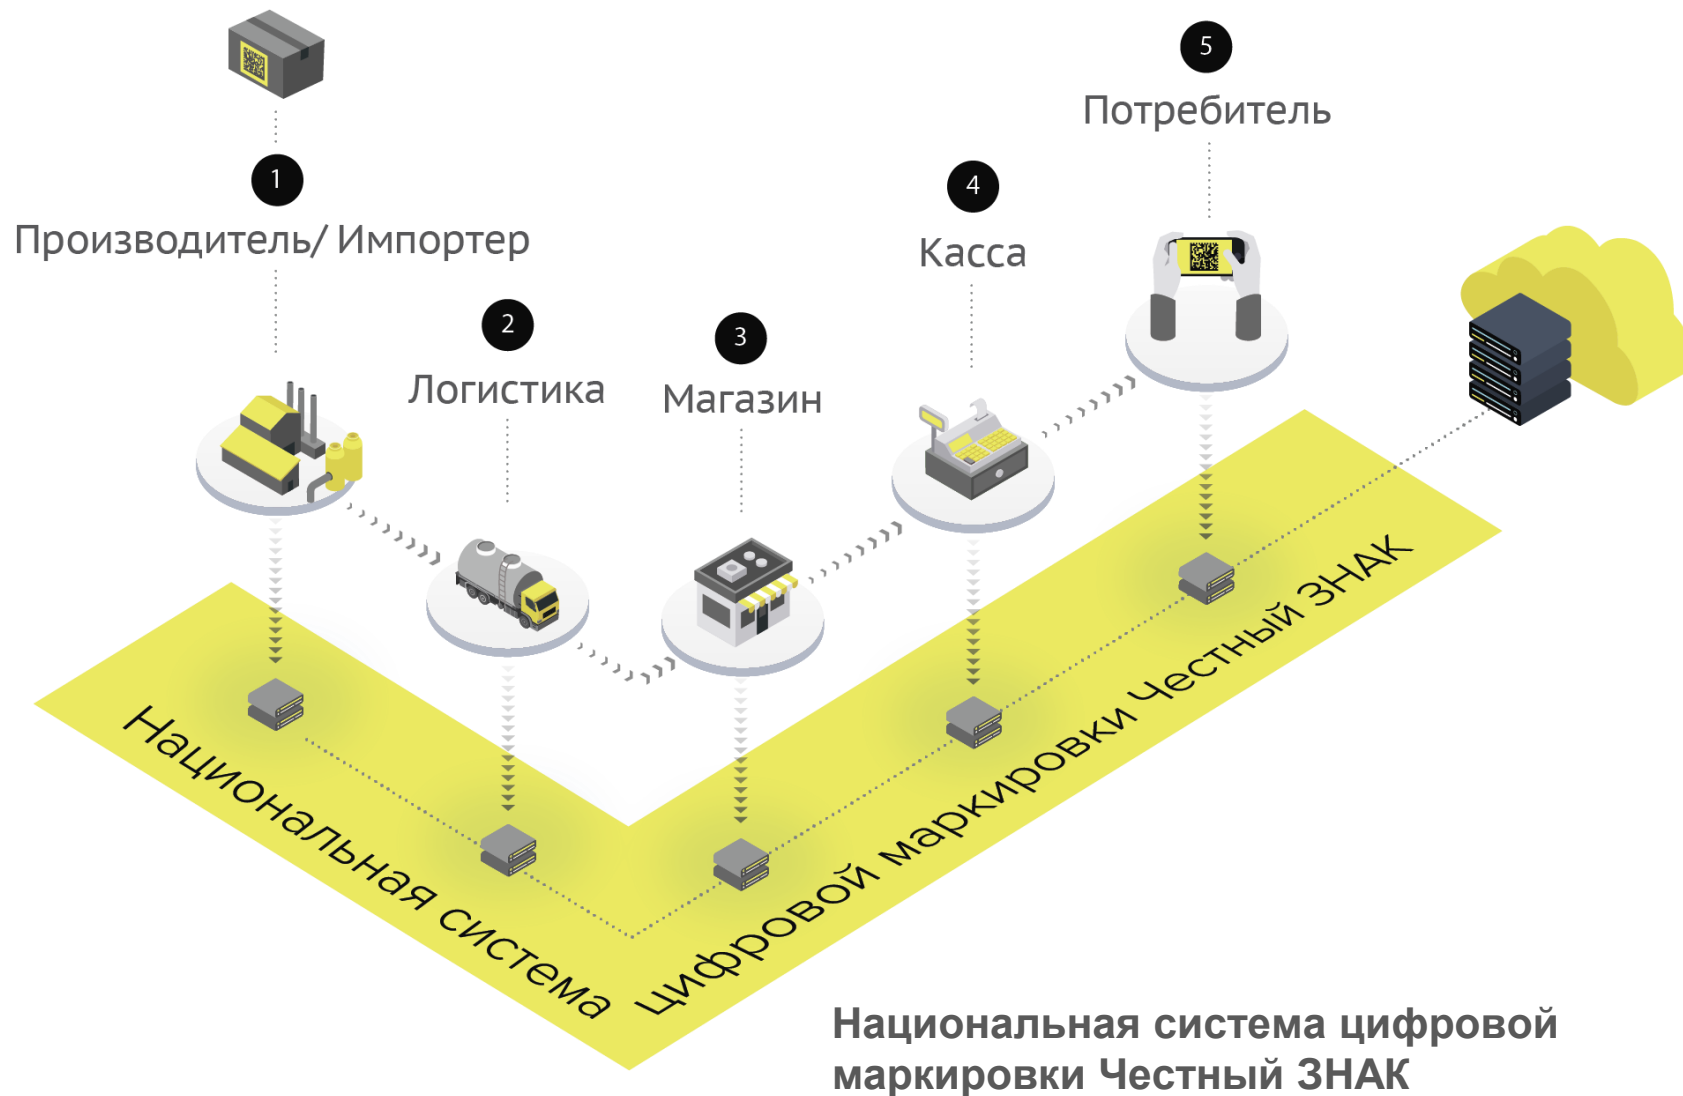 1
Производитель/ Импортер
2
Логистика
3
Магазин
4
Касса
5
Потребитель
Национальная система
цифровой маркировки Честный ЗНАК
Национальная система цифровой
маркировки Честный ЗНАК